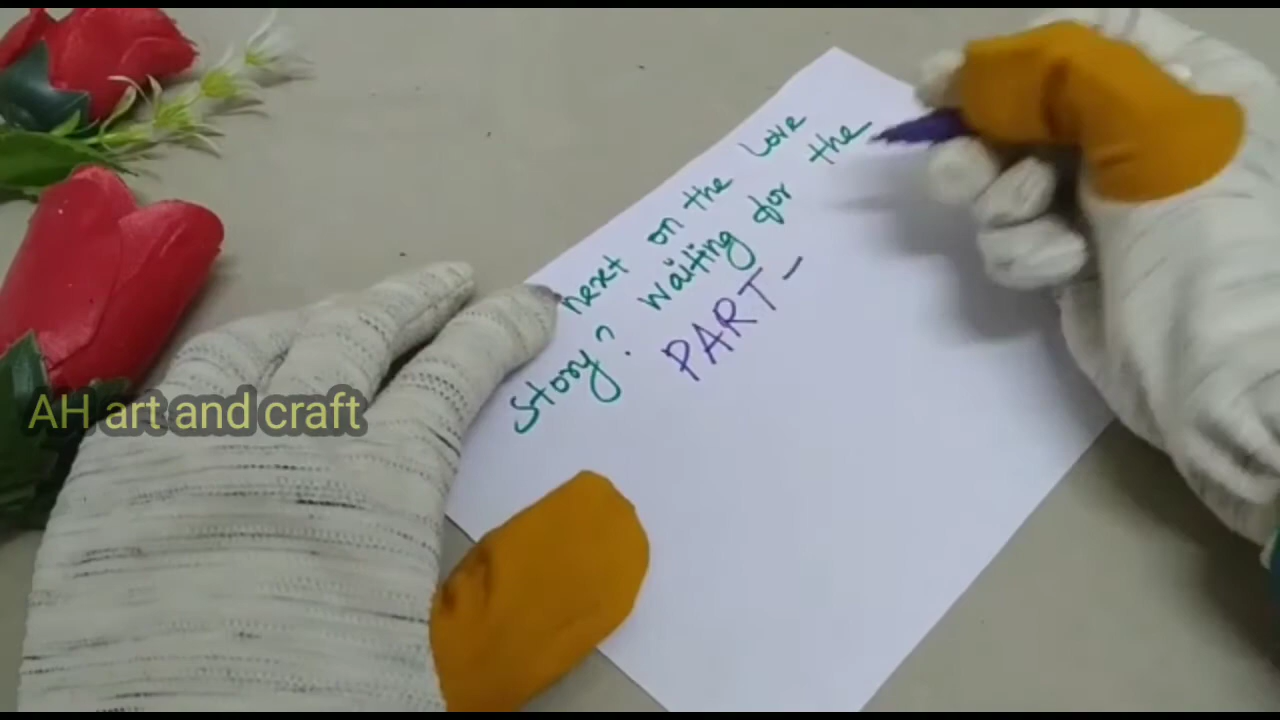 next on the Love
Story? waiting for the
PART-
AH art and craft